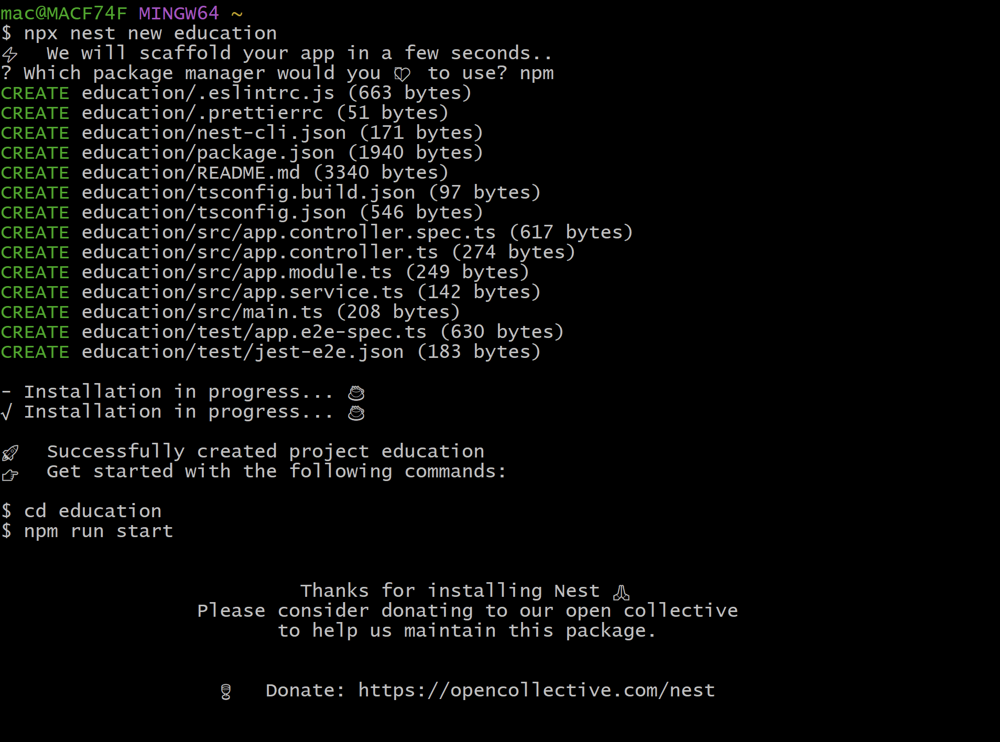 mac@MACF74F MINGW64 ~
$ npx nest new education
⚡  We will scaffold your app in a few seconds..
? Which package manager would you ❤️ to use? npm
CREATE education/.eslintrc.js (663 bytes)
CREATE education/.prettierrc (51 bytes)
CREATE education/nest-cli.json (171 bytes)
CREATE education/package.json (1940 bytes)
CREATE education/README.md (3340 bytes)
CREATE education/tsconfig.build.json (97 bytes)
CREATE education/tsconfig.json (546 bytes)
CREATE education/src/app.controller.spec.ts (617 bytes)
CREATE education/src/app.controller.ts (274 bytes)
CREATE education/src/app.module.ts (249 bytes)
CREATE education/src/app.service.ts (142 bytes)
CREATE education/src/main.ts (208 bytes)
CREATE education/test/app.e2e-spec.ts (630 bytes)
CREATE education/test/jest-e2e.json (183 bytes)
- Installation in progress... ☕
√ Installation in progress... ☕
🚀  Successfully created project education
👉  Get started with the following commands:
$ cd education
$ npm run start
Thanks for installing Nest 🙏
Please consider donating to our open collective
to help us maintain this package.
🍷  Donate: https://opencollective.com/nest